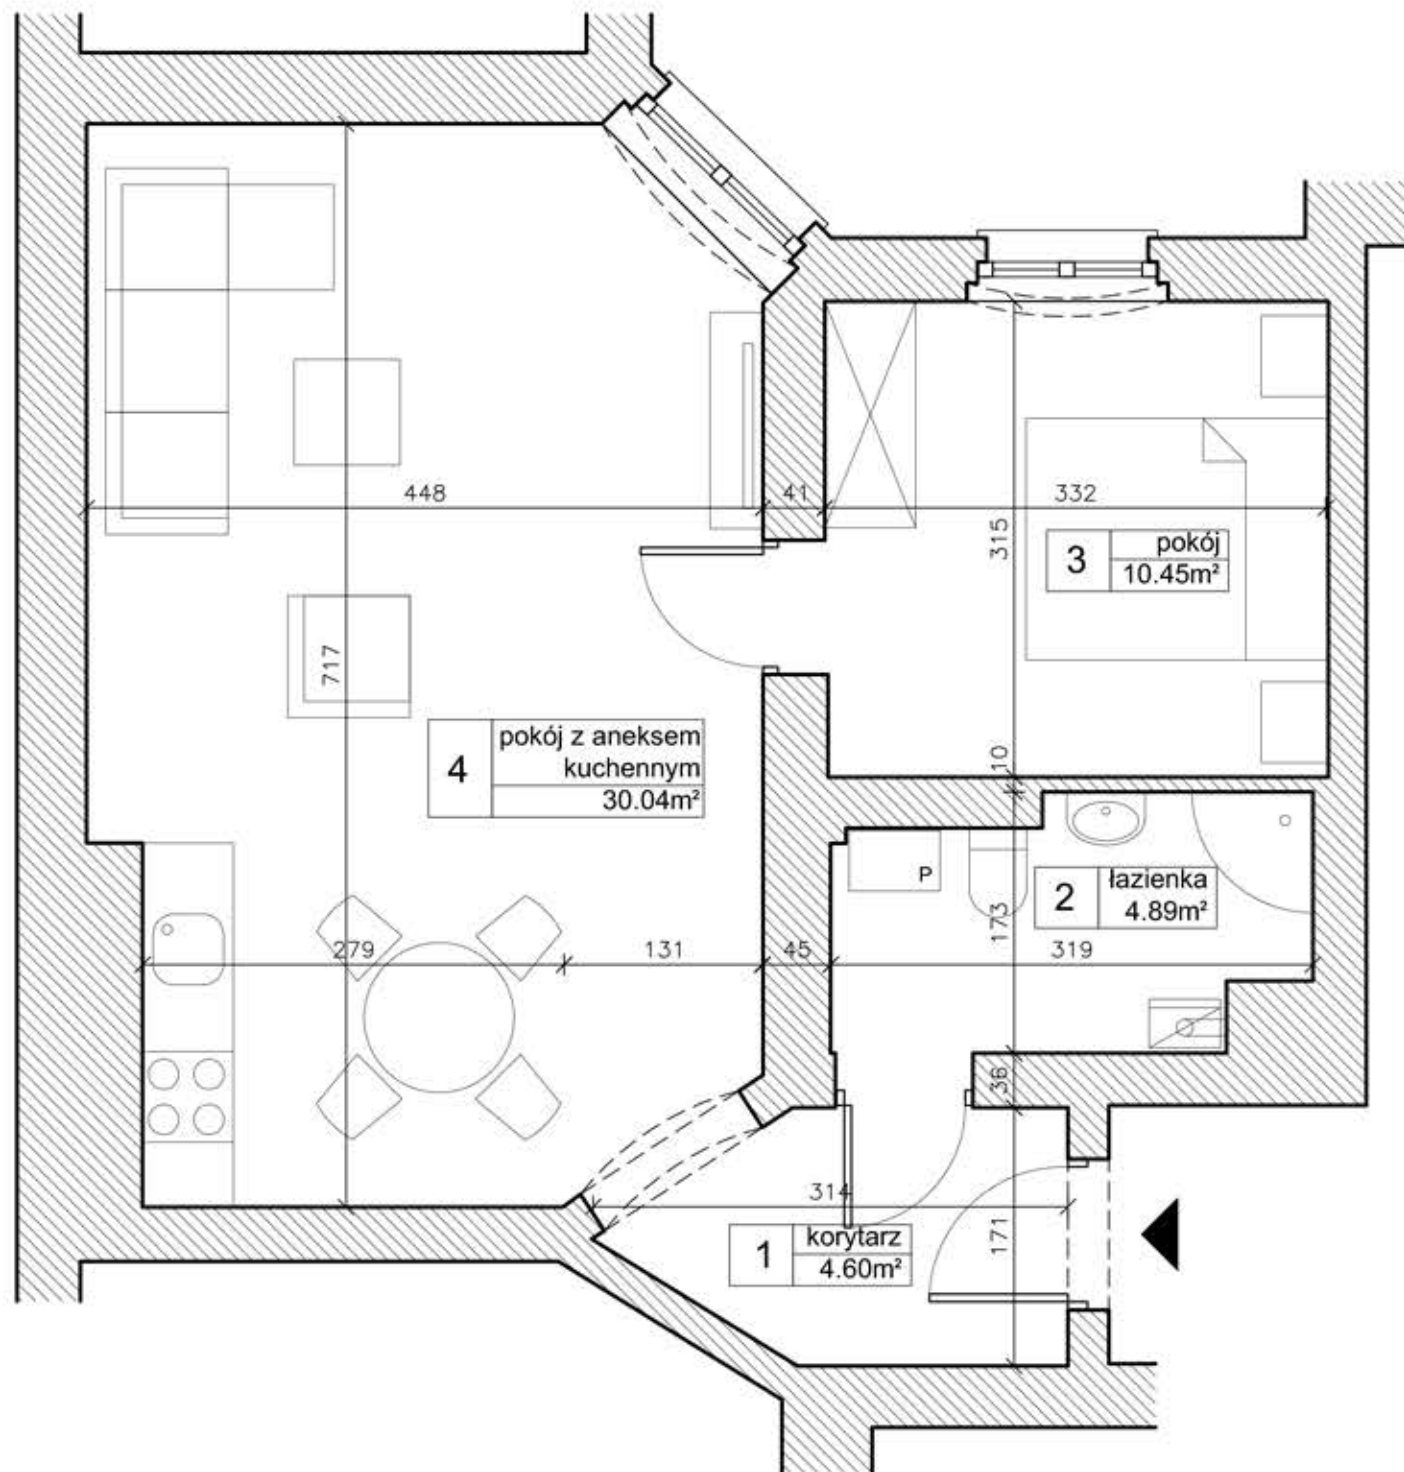 448
41
332
315
3
pokój
10.45m²
717
4
pokój z aneksem
kuchennym
30.04m²
10
P
2
łazienka
4.89m²
173
279
131
45
319
36
314
1
korytarz
4.60m²
171